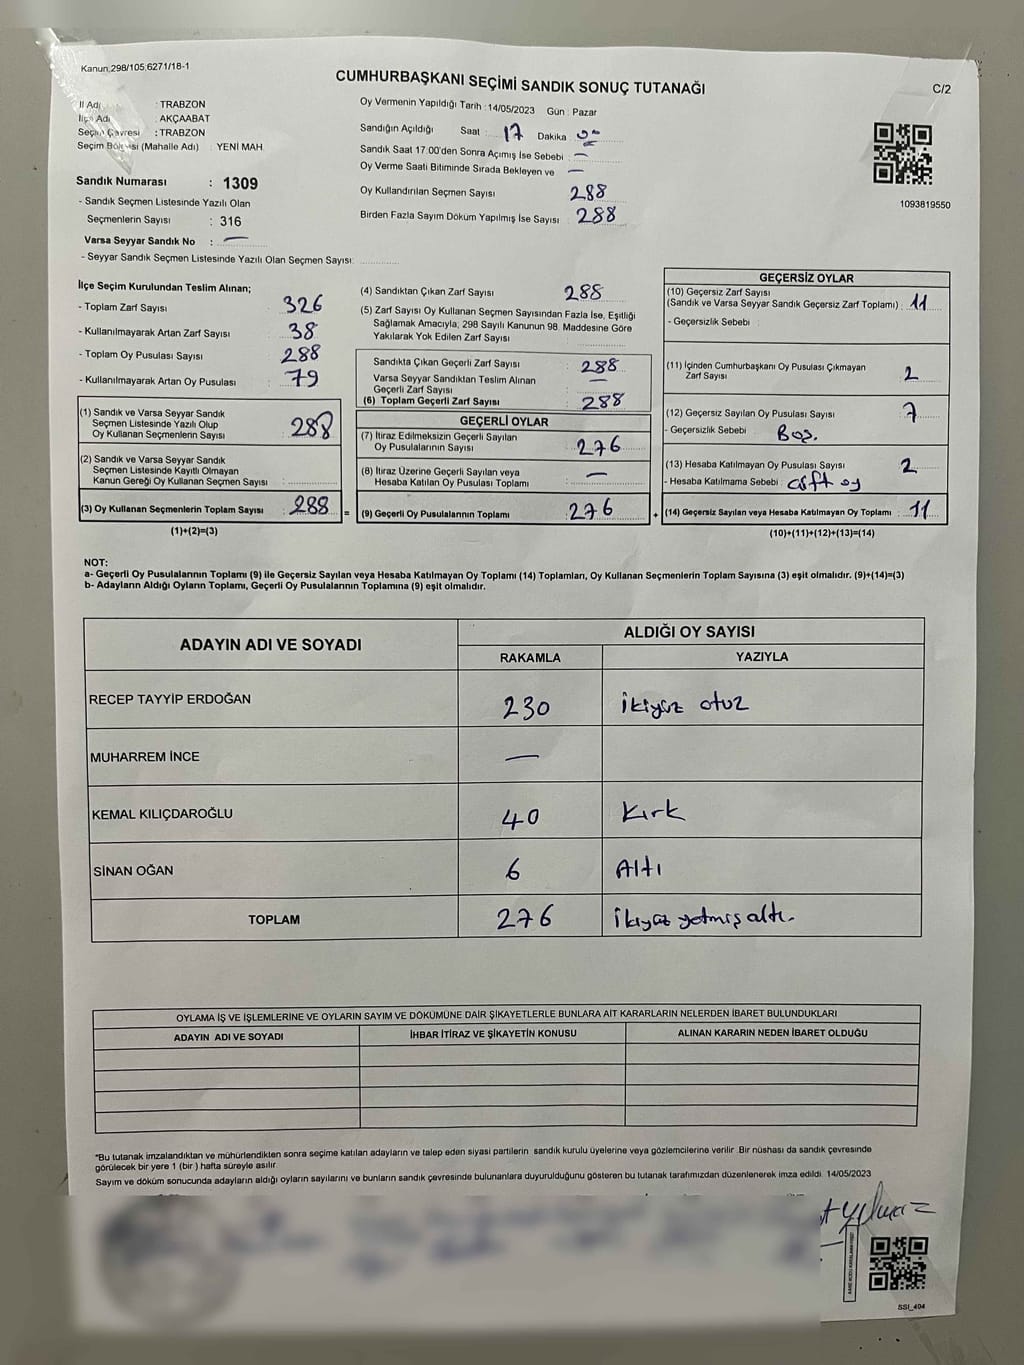 Kanun 298/105,6271/18-1
CUMHURBAŞKANI SEÇİMİ SANDIK SONUÇ TUTANAĞI
C/2
İl Adı : TRABZON
İlçe Adı : AKÇAABAT
Seçim Çevresi : TRABZON
Seçim Bölgesi (Mahalle Adı) : YENİ MAH.
Oy Vermenin Yapıldığı Tarih : 14/05/2023 Gün : Pazar
Sandığın Açıldığı Saat : 17 Dakika : 00
Sandık Saat 17:00'den Sonra Açılmış İse Sebebi : —
Oy Verme Saati Bitiminde Sırada Bekleyen ve —
Oy Kullandırılan Seçmen Sayısı 288
Birden Fazla Sayım Döküm Yapılmış İse Sayısı : 288
1093819550
Sandık Numarası : 1309
- Sandık Seçmen Listesinde Yazılı Olan
Seçmenlerin Sayısı : 316
Varsa Seyyar Sandık No : —
- Seyyar Sandık Seçmen Listesinde Yazılı Olan Seçmen Sayısı:
İlçe Seçim Kurulundan Teslim Alınan;
- Toplam Zarf Sayısı 326
- Kullanılmayarak Artan Zarf Sayısı 38
- Toplam Oy Pusulası Sayısı 288
- Kullanılmayarak Artan Oy Pusulası 79
(1) Sandık ve Varsa Seyyar Sandık
Seçmen Listesinde Yazılı Olup
Oy Kullanan Seçmenlerin Sayısı 288
(2) Sandık ve Varsa Seyyar Sandık
Seçmen Listesinde Kayıtlı Olmayan
Kanun Gereği Oy Kullanan Seçmen Sayısı :
(3) Oy Kullanan Seçmenlerin Toplam Sayısı : 288 =
(1)+(2)=(3)
(4) Sandıktan Çıkan Zarf Sayısı 288
(5) Zarf Sayısı Oy Kullanan Seçmen Sayısından Fazla İse, Eşitliği
Sağlamak Amacıyla; 298 Sayılı Kanunun 98. Maddesine Göre
Yakılarak Yok Edilen Zarf Sayısı
Sandıkta Çıkan Geçerli Zarf Sayısı : 288
Varsa Seyyar Sandıktan Teslim Alınan
Geçerli Zarf Sayısı —
(6) Toplam Geçerli Zarf Sayısı : 288
GEÇERLİ OYLAR
(7) İtiraz Edilmeksizin Geçerli Sayılan
Oy Pusulalarının Sayısı : 276
(8) İtiraz Üzerine Geçerli Sayılan veya
Hesaba Katılan Oy Pusulası Toplamı : —
(9) Geçerli Oy Pusulalarının Toplamı : 276 +
GEÇERSİZ OYLAR
(10) Geçersiz Zarf Sayısı
(Sandık ve Varsa Seyyar Sandık Geçersiz Zarf Toplamı) : 11
- Geçersizlik Sebebi :
(11) İçinden Cumhurbaşkanı Oy Pusulası Çıkmayan
Zarf Sayısı 2
(12) Geçersiz Sayılan Oy Pusulası Sayısı : 7
- Geçersizlik Sebebi : Boş.
(13) Hesaba Katılmayan Oy Pusulası Sayısı : 2
- Hesaba Katılmama Sebebi : çift oy
(14) Geçersiz Sayılan veya Hesaba Katılmayan Oy Toplamı : 11
(10)+(11)+(12)+(13)=(14)
NOT:
a- Geçerli Oy Pusulalarının Toplamı (9) ile Geçersiz Sayılan veya Hesaba Katılmayan Oy Toplamı (14) Toplamları, Oy Kullanan Seçmenlerin Toplam Sayısına (3) eşit olmalıdır. (9)+(14)=(3)
b- Adayların Aldığı Oyların Toplamı, Geçerli Oy Pusulalarının Toplamına (9) eşit olmalıdır.
ADAYIN ADI VE SOYADI
ALDIĞI OY SAYISI
RAKAMLA YAZIYLA
RECEP TAYYİP ERDOĞAN 230 ikiyüz otuz
MUHARREM İNCE —
KEMAL KILIÇDAROĞLU 40 Kırk
SİNAN OĞAN 6 Altı
TOPLAM 276 ikiyüz yetmiş altı.
OYLAMA İŞ VE İŞLEMLERİNE VE OYLARIN SAYIM VE DÖKÜMÜNE DAİR ŞİKAYETLERLE BUNLARA AİT KARARLARIN NELERDEN İBARET BULUNDUKLARI
ADAYIN ADI VE SOYADI İHBAR İTİRAZ VE ŞİKAYETİN KONUSU ALINAN KARARIN NEDEN İBARET OLDUĞU
*Bu tutanak imzalandıktan ve mühürlendikten sonra seçime katılan adayların ve talep eden siyasi partilerin sandık kurulu üyelerine veya gözlemcilerine verilir. Bir nüshası da sandık çevresinde
görülecek bir yere 1 (bir) hafta süreyle asılır.
Sayım ve döküm sonucunda adayların aldığı oyların sayılarını ve bunların sandık çevresinde bulunanlara duyurulduğunu gösteren bu tutanak tarafımızdan düzenlenerek imza edildi. 14/05/2023
Yılmaz
SSİ_404